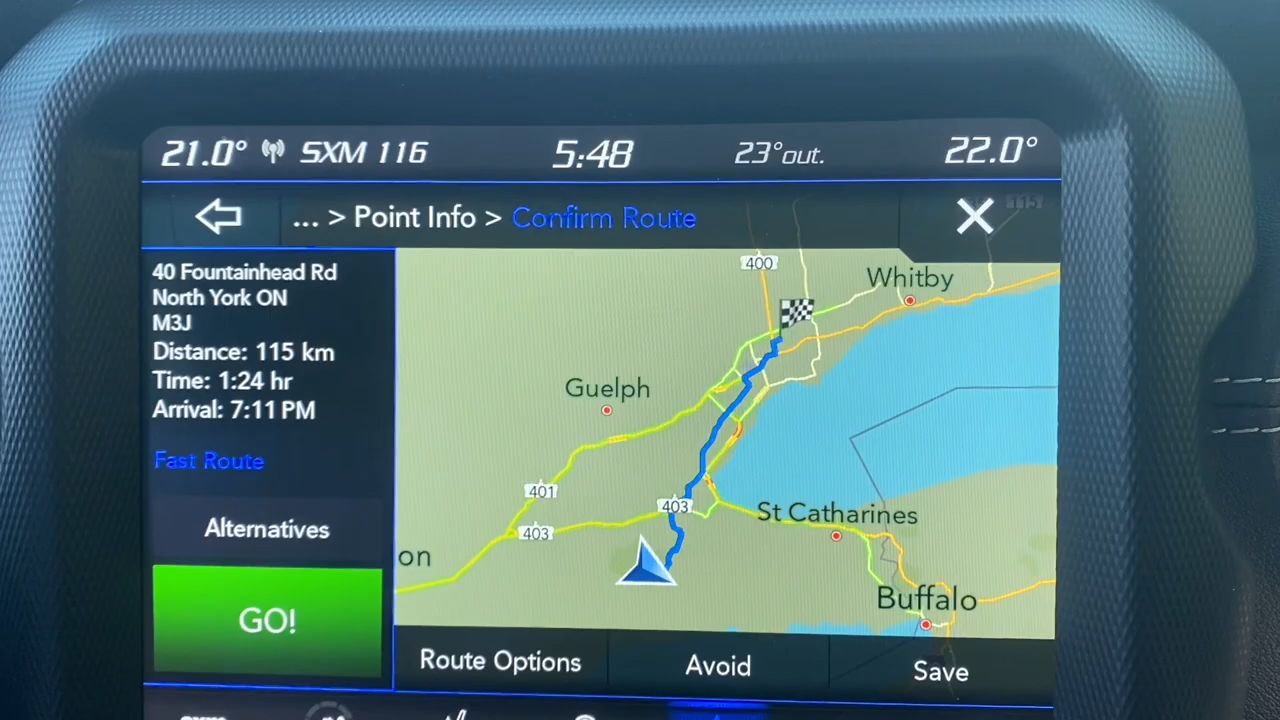 21.0° SXM 116 5:48 23° out. 22.0°
... > Point Info > Confirm Route
115
40 Fountainhead Rd
North York ON
M3J
Distance: 115 km
Time: 1:24 hr
Arrival: 7:11 PM
Fast Route
Alternatives
GO!
400
Whitby
Guelph
401
403
403
St Catharines
on
Buffalo
Route Options Avoid Save